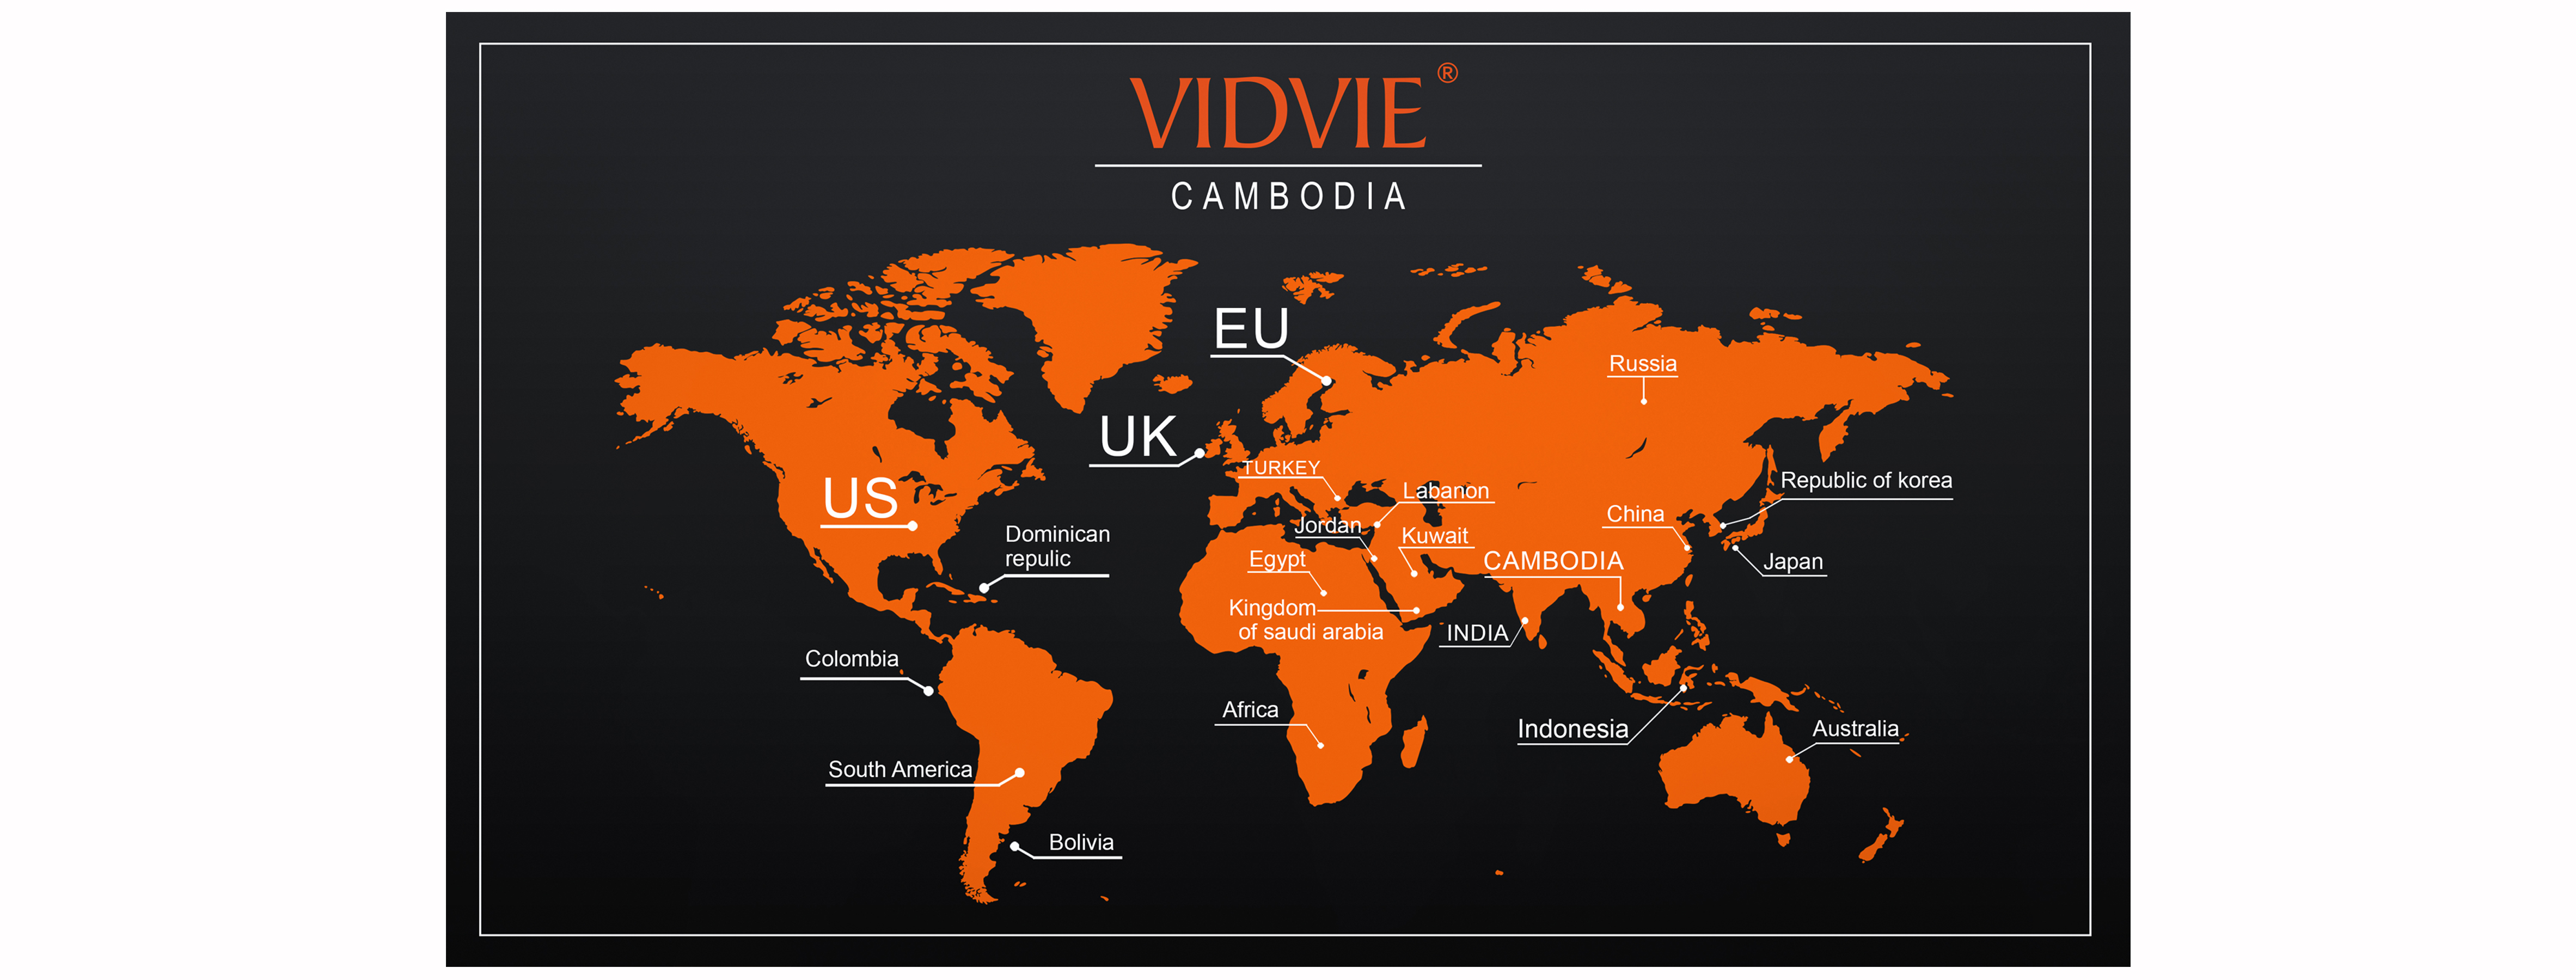 VIDVIE®
CAMBODIA
EU
Russia
UK
TURKEY
Republic of korea
Labanon
US
China
Jordan
Dominican
repulic
Kuwait
Egypt
CAMBODIA
Japan
Kingdom
of saudi arabia
INDIA
Colombia
Africa
Indonesia
Australia
South America
Bolivia